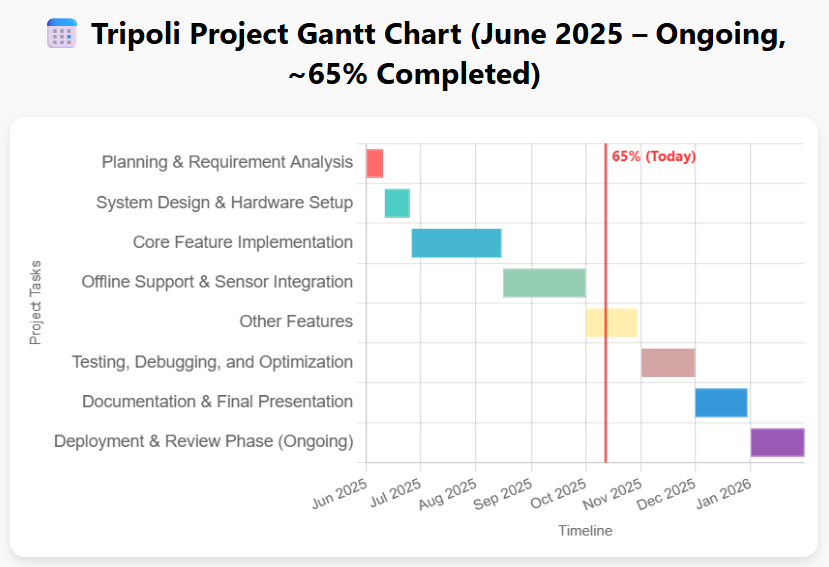 Tripoli Project Gantt Chart (June 2025 – Ongoing,
~65% Completed)
65% (Today)
Planning & Requirement Analysis
System Design & Hardware Setup
Core Feature Implementation
Offline Support & Sensor Integration
Other Features
Testing, Debugging, and Optimization
Documentation & Final Presentation
Deployment & Review Phase (Ongoing)
Project Tasks
Jun 2025
Jul 2025
Aug 2025
Sep 2025
Oct 2025
Nov 2025
Dec 2025
Jan 2026
Timeline